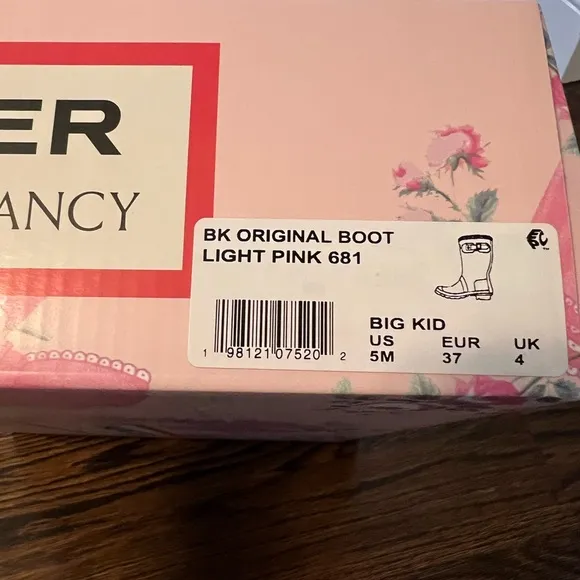 ER
ANCY
BK ORIGINAL BOOT
LIGHT PINK 681
BIG KID
US EUR UK
5M 37 4
1 98121 07520 2